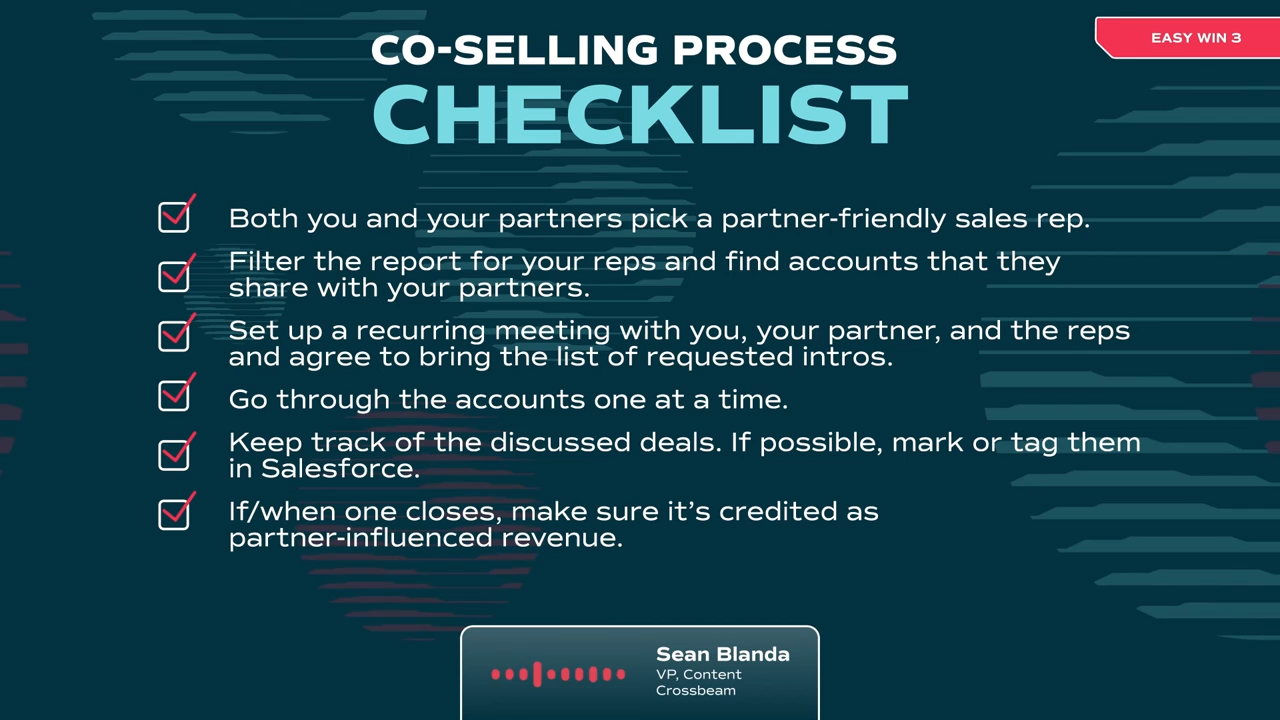 EASY WIN 3
CO-SELLING PROCESS
CHECKLIST
Both you and your partners pick a partner-friendly sales rep.
Filter the report for your reps and find accounts that they
share with your partners.
Set up a recurring meeting with you, your partner, and the reps
and agree to bring the list of requested intros.
Go through the accounts one at a time.
Keep track of the discussed deals. If possible, mark or tag them
in Salesforce.
If/when one closes, make sure it’s credited as
partner-influenced revenue.
Sean Blanda
VP, Content
Crossbeam